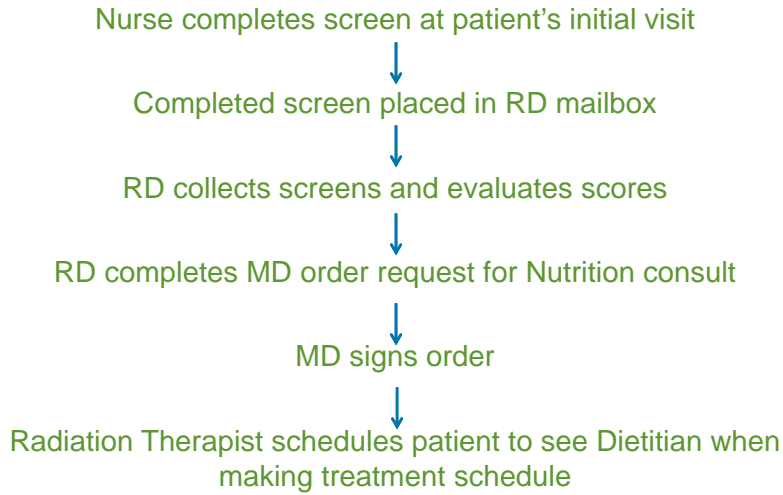 Nurse completes screen at patient's initial visit
Completed screen placed in RD mailbox
RD collects screens and evaluates scores
RD completes MD order request for Nutrition consult
MD signs order
Radiation Therapist schedules patient to see Dietitian when
making treatment schedule